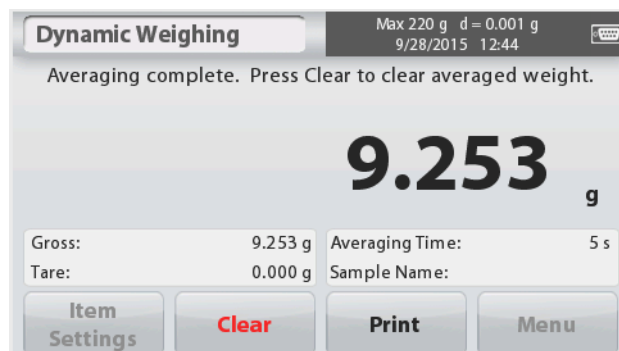 Dynamic Weighing
Max 220 g d = 0.001 g
9/28/2015 12:44
Averaging complete. Press Clear to clear averaged weight.
9.253 g
Gross: 9.253 g
Tare: 0.000 g
Averaging Time: 5 s
Sample Name:
Item
Settings
Clear
Print
Menu